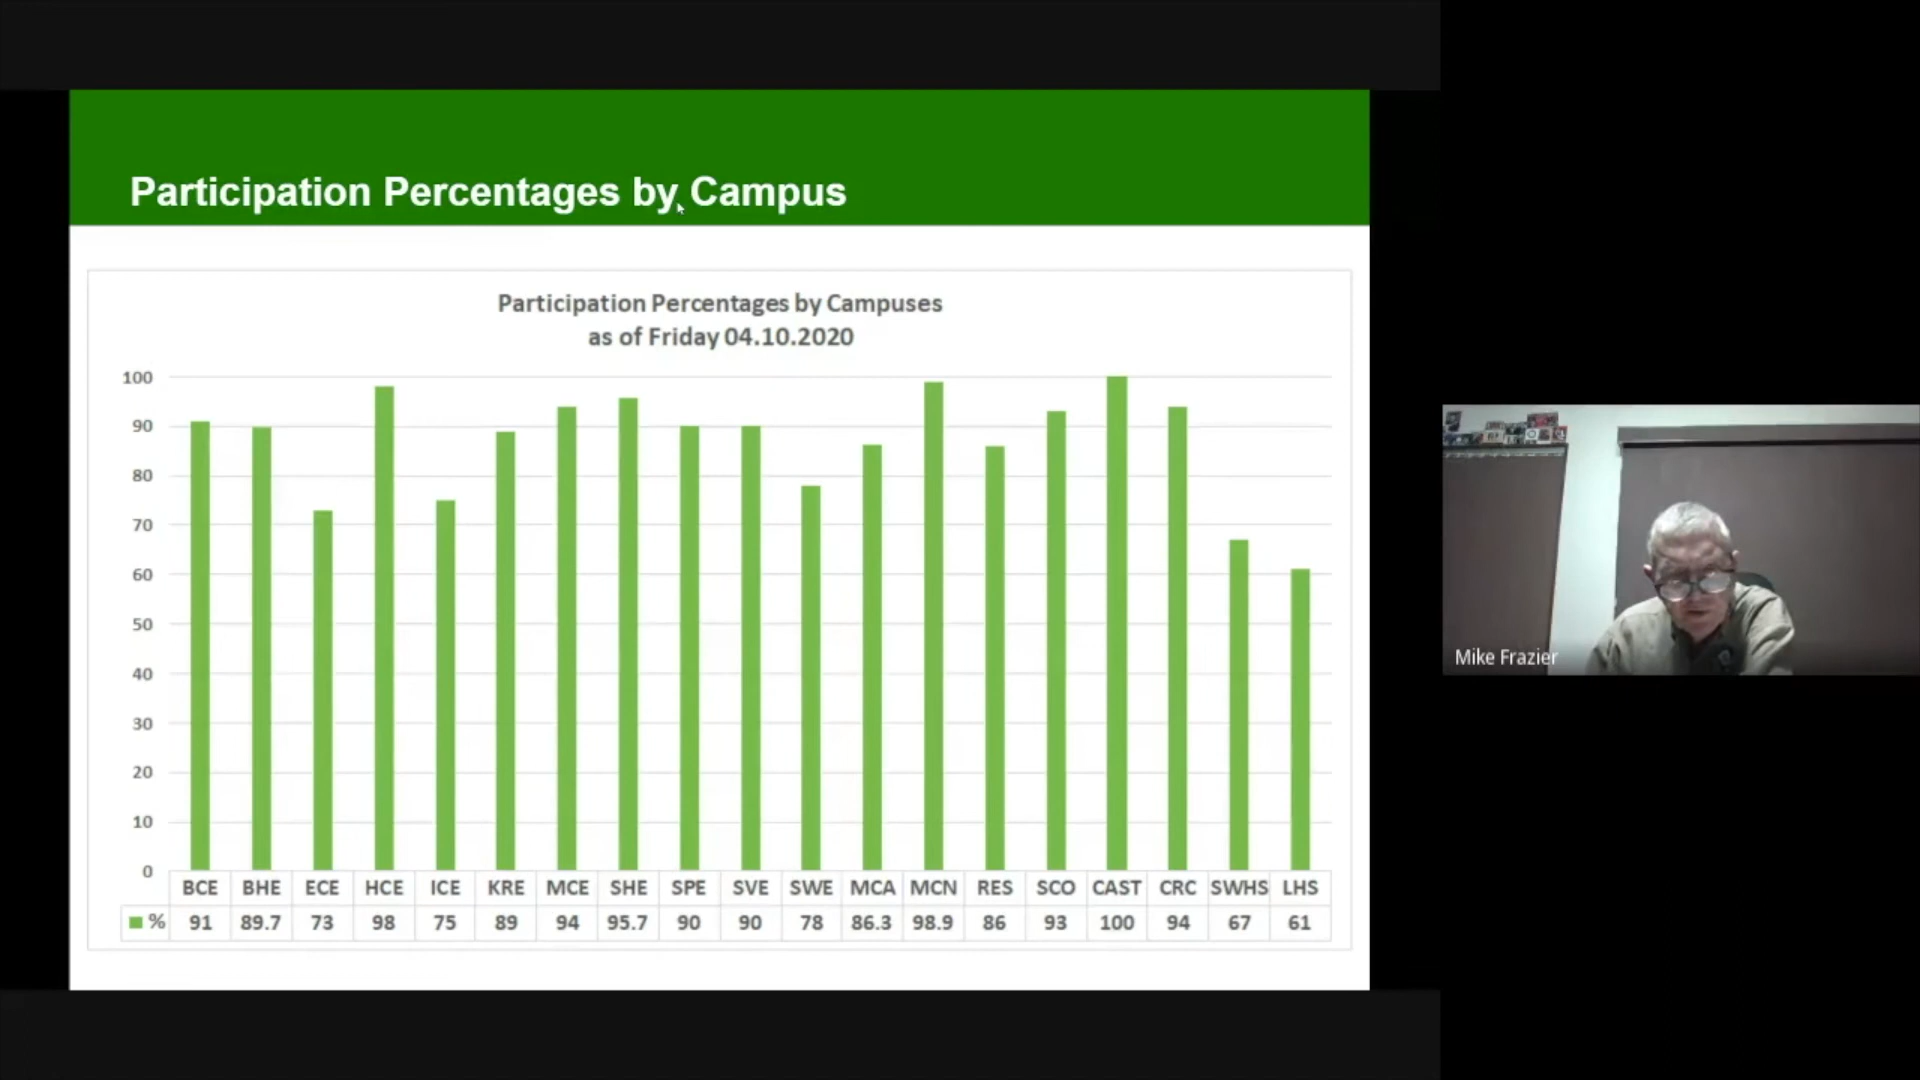 Participation Percentages by Campus
Participation Percentages by Campuses
as of Friday 04.10.2020
100
90
80
70
60
50
40
30
20
10
0
BCE BHE ECE HCE ICE KRE MCE SHE SPE SVE SWE MCA MCN RES SCO CAST CRC SWHS LHS
% 91 89.7 73 98 75 89 94 95.7 90 90 78 86.3 98.9 86 93 100 94 67 61
Mike Frazier